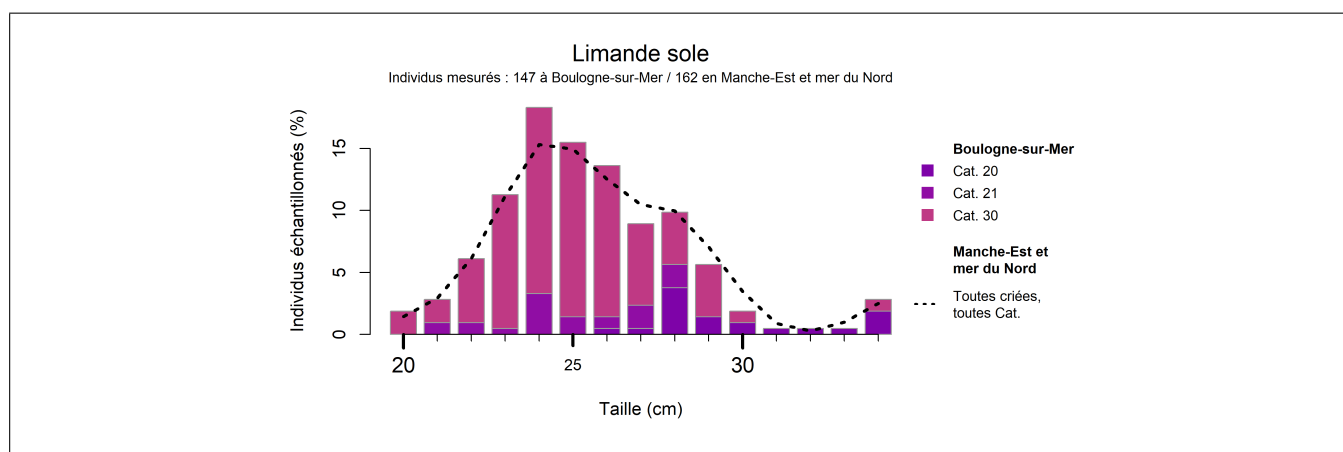 Limande sole
Individus mesurés : 147 à Boulogne-sur-Mer / 162 en Manche-Est et mer du Nord
Individus échantillonnés (%)
15
10
5
0
20
25
30
Taille (cm)
Boulogne-sur-Mer
Cat. 20
Cat. 21
Cat. 30
Manche-Est et
mer du Nord
Toutes criées,
toutes Cat.